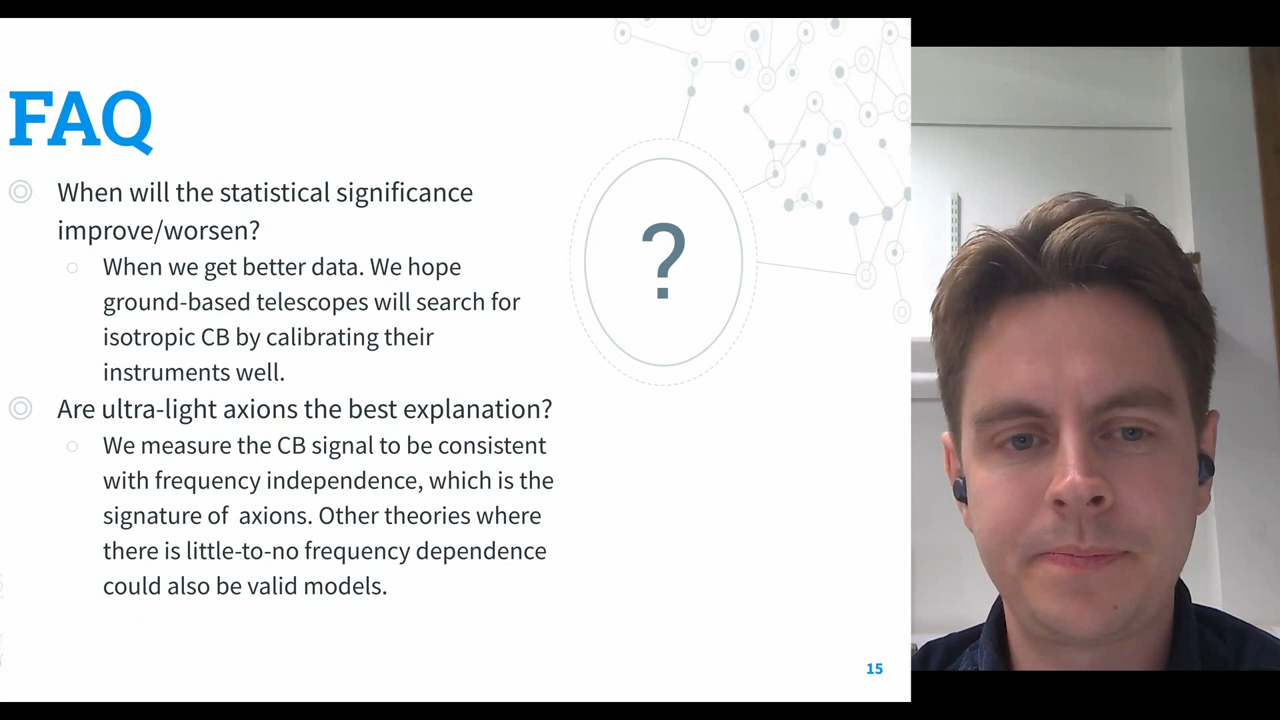 FAQ
When will the statistical significance
improve/worsen?
When we get better data. We hope
ground-based telescopes will search for
isotropic CB by calibrating their
instruments well.
Are ultra-light axions the best explanation?
We measure the CB signal to be consistent
with frequency independence, which is the
signature of axions. Other theories where
there is little-to-no frequency dependence
could also be valid models.
?
15